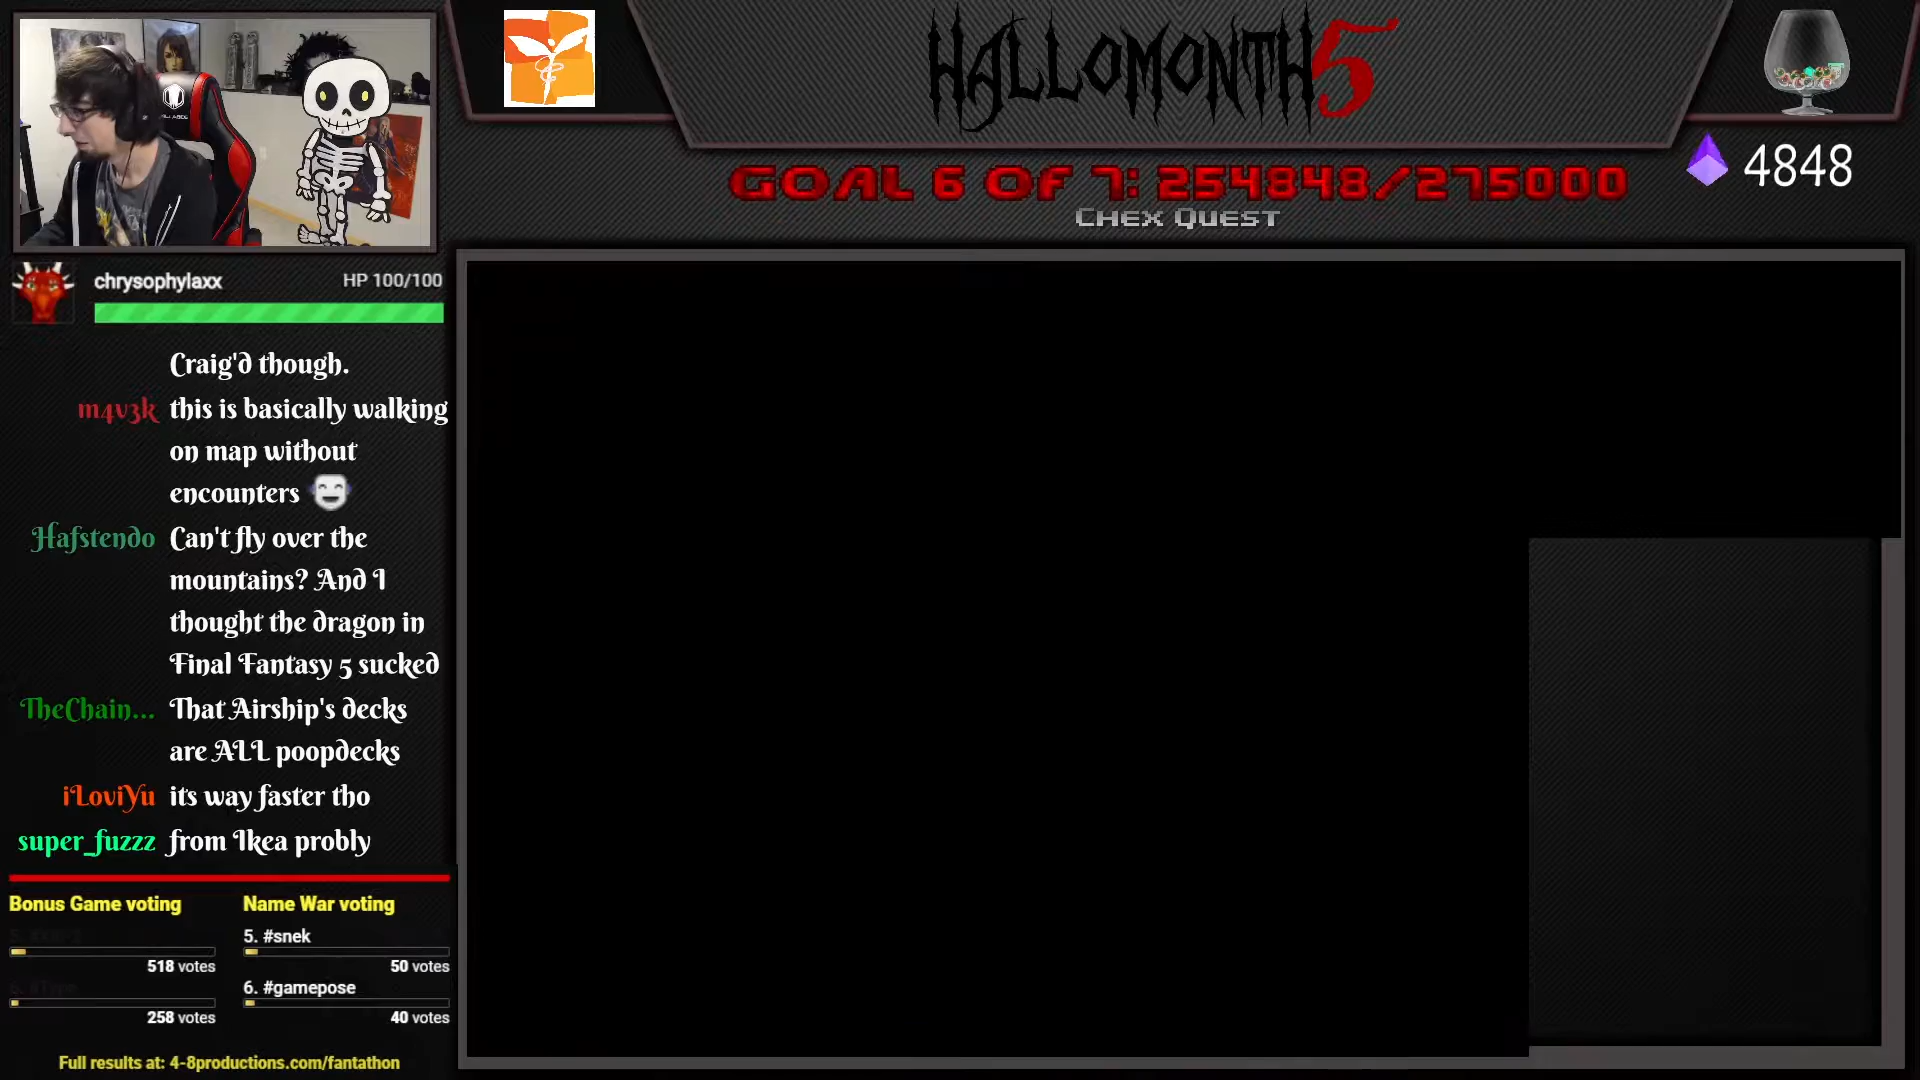 HALLOMONTH5
GOAL 6 OF 7: 254848/275000
Chex Quest
4848
chrysophylaxx HP 100/100
Craig'd though.
m4v3k this is basically walking
on map without
encounters
Hafstendo Can't fly over the
mountains? And I
thought the dragon in
Final Fantasy 5 sucked
TheChain... That Airship's decks
are ALL poopdecks
iLoviYu its way faster tho
super_fuzzz from Ikea probly
Bonus Game voting Name War voting
5. #snek
518 votes 50 votes
6. #gamepose
258 votes 40 votes
Full results at: 4-8productions.com/fantathon